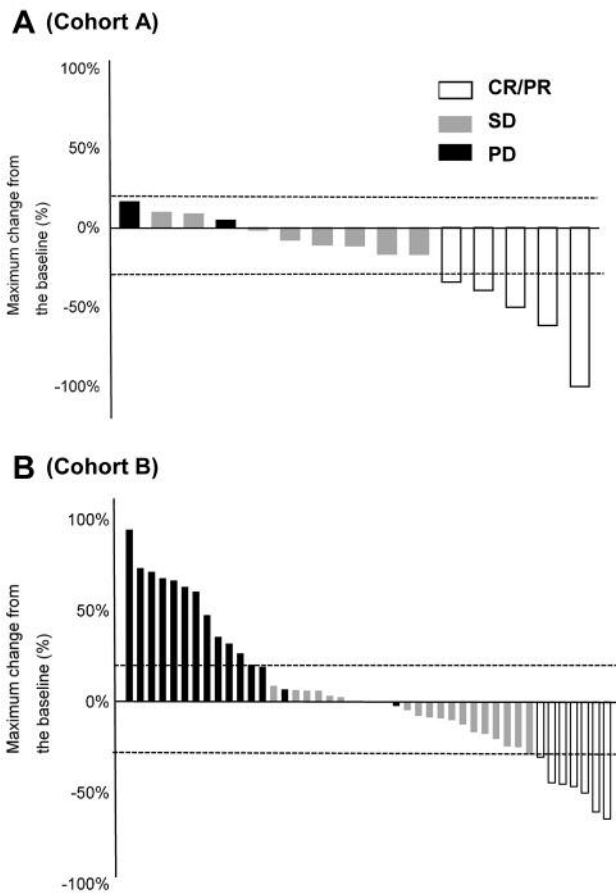 A (Cohort A)
100%
50%
0%
-50%
-100%
Maximum change from
the baseline (%)
CR/PR
SD
PD
B (Cohort B)
100%
50%
0%
-50%
-100%
Maximum change from
the baseline (%)